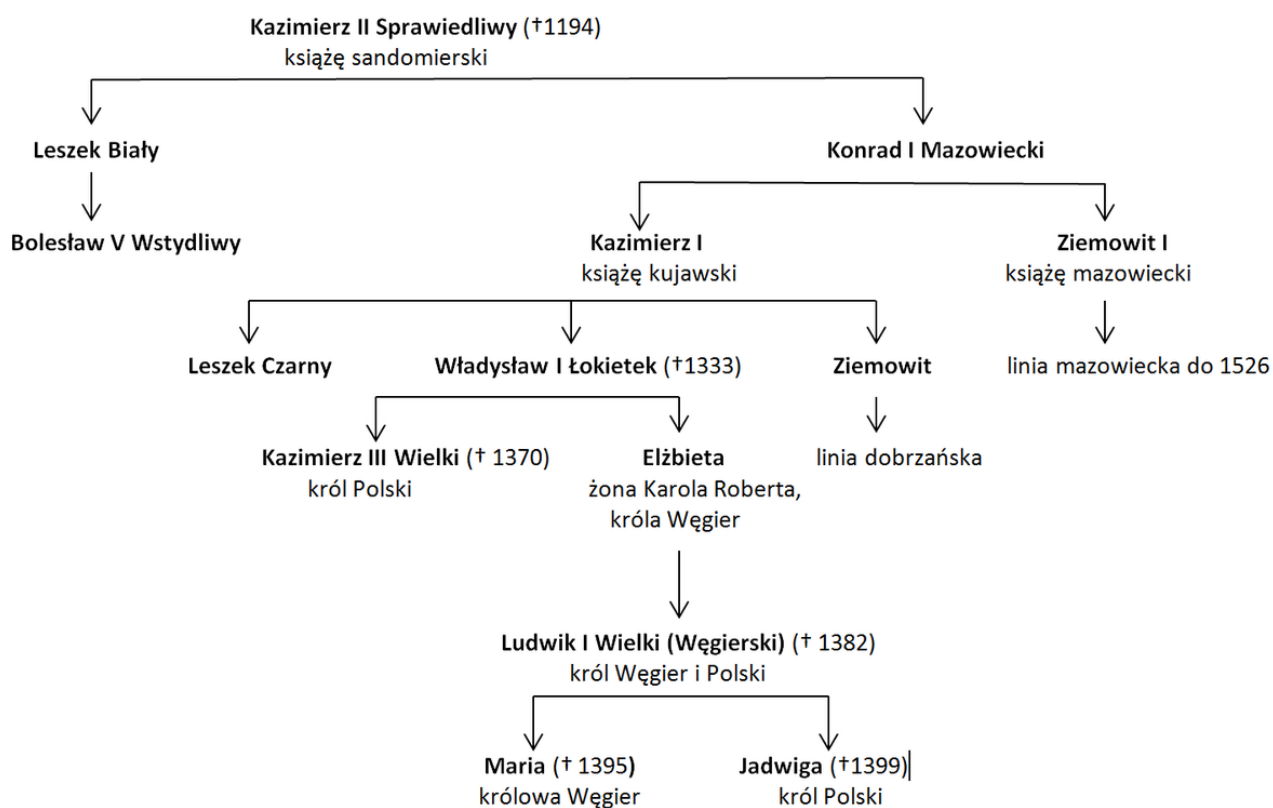 Kazimierz II Sprawiedliwy (†1194)
książę sandomierski
Leszek Biały
Konrad I Mazowiecki
Bolesław V Wstydliwy
Kazimierz I
książę kujawski
Ziemowit I
książę mazowiecki
Leszek Czarny
Władysław I Łokietek (†1333)
Ziemowit
linia mazowiecka do 1526
Kazimierz III Wielki († 1370)
król Polski
Elżbieta
żona Karola Roberta,
króla Węgier
linia dobrzańska
Ludwik I Wielki (Węgierski) († 1382)
król Węgier i Polski
Maria († 1395)
królowa Węgier
Jadwiga (†1399)
król Polski